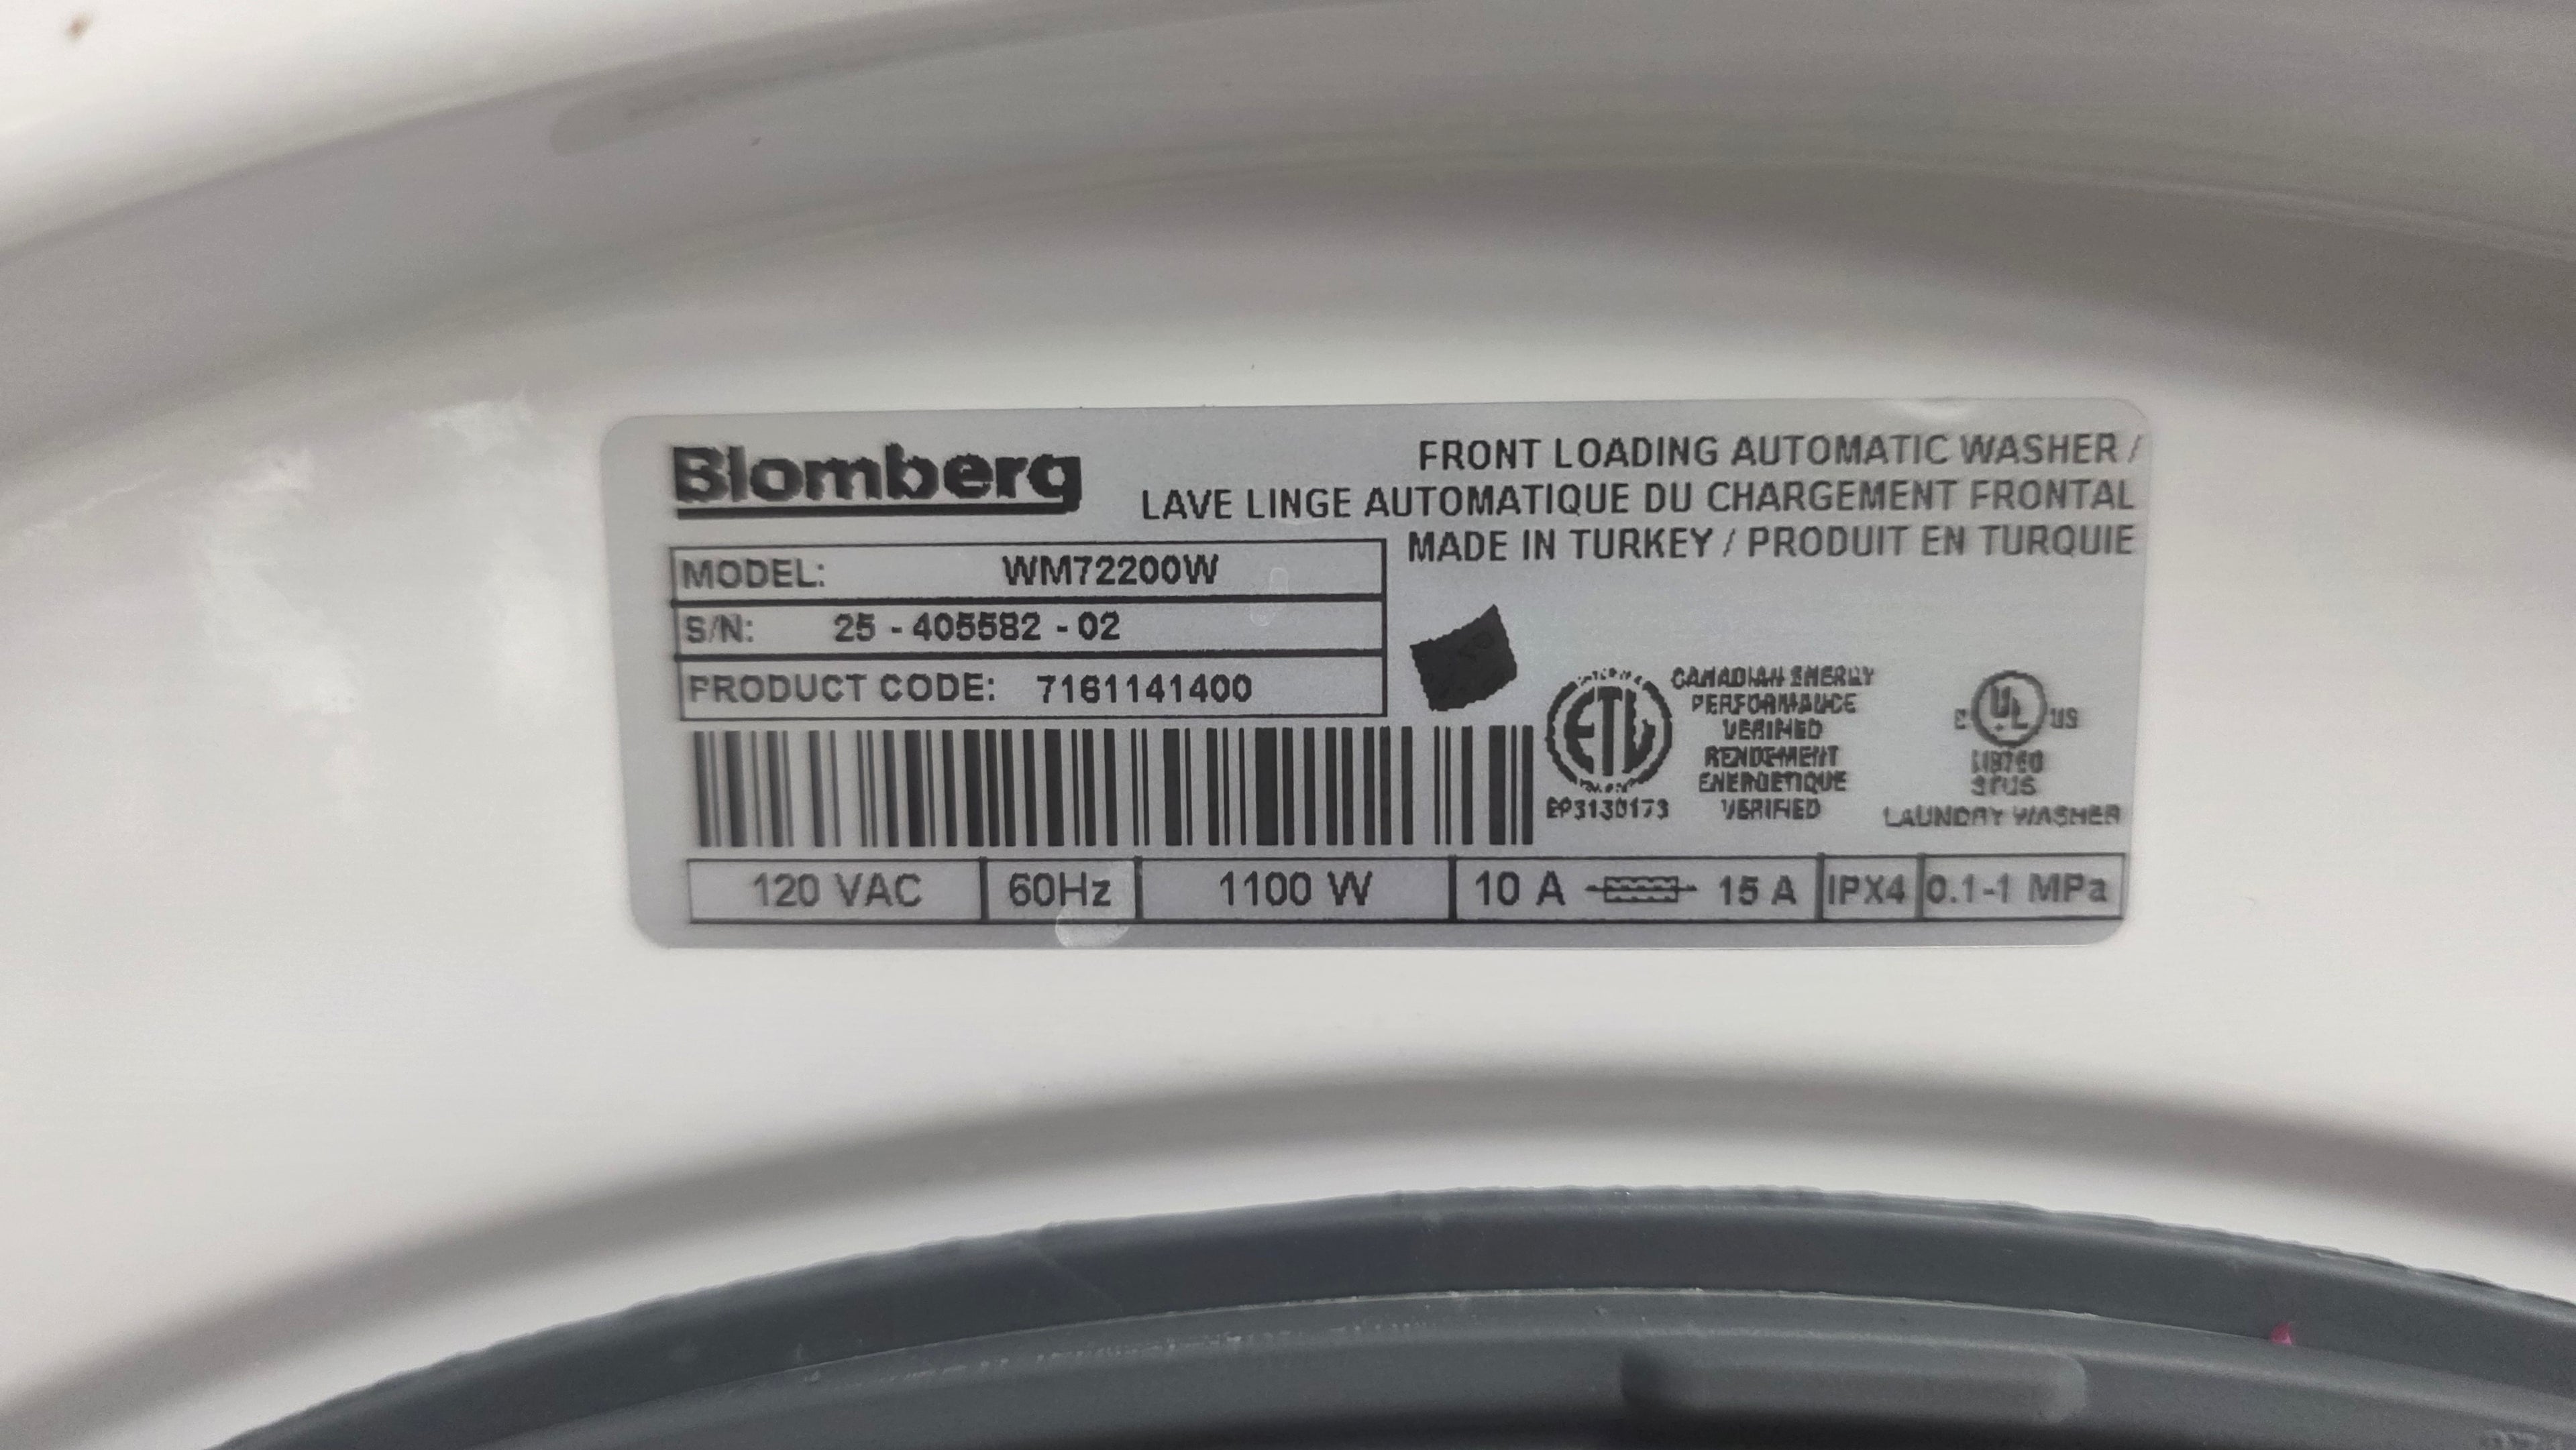 Blomberg
FRONT LOADING AUTOMATIC WASHER /
LAVE LINGE AUTOMATIQUE DU CHARGEMENT FRONTAL
MADE IN TURKEY / PRODUIT EN TURQUIE
MODEL: WM72200W
S/N: 25 - 405582 - 02
PRODUCT CODE: 7161141400
ETL
EP3130173
CANADIAN ENERGY
PERFORMANCE
VERIFIED
RENDEMENT
ENERGETIQUE
VERIFIED
C UL US
LAUNDRY WASHER
120 VAC 60Hz 1100 W 10 A 15 A IPX4 0.1-1 MPa